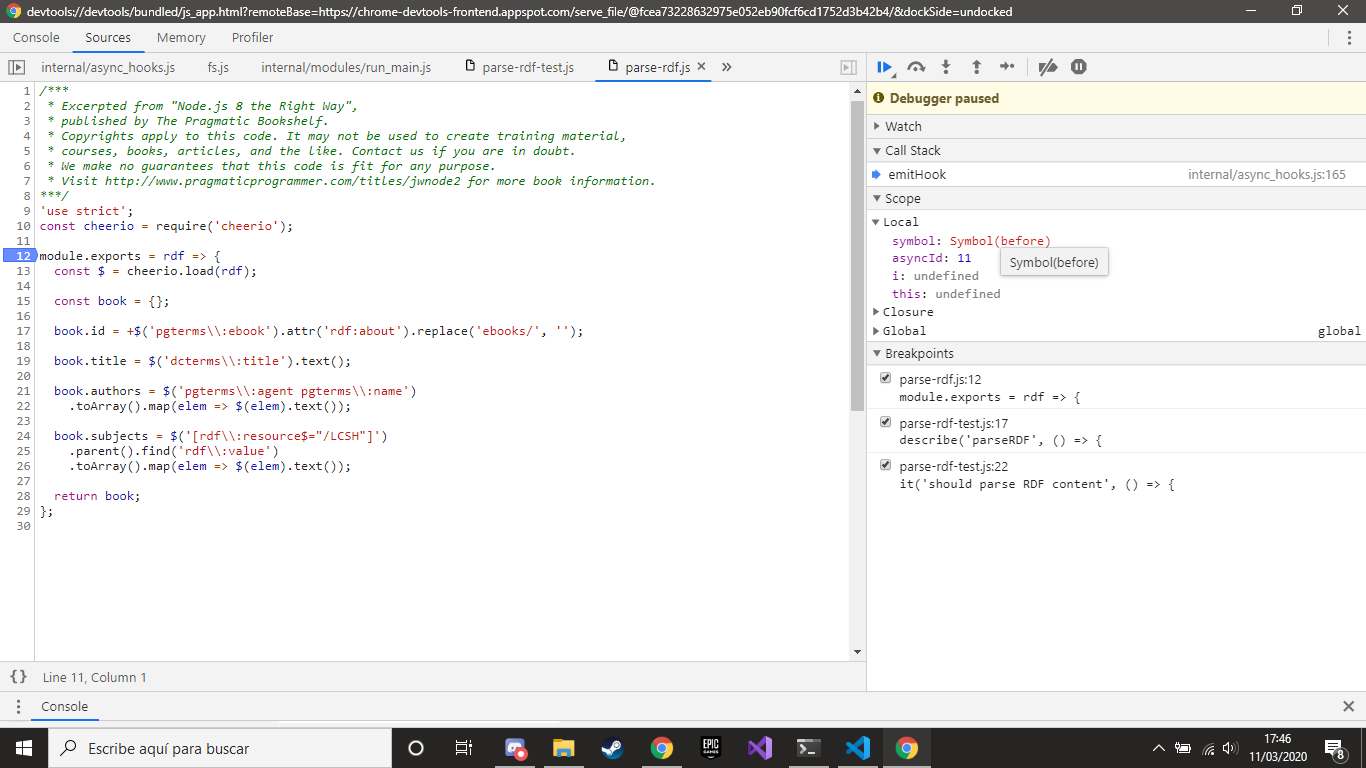 devtools://devtools/bundled/js_app.html?remoteBase=https://chrome-devtools-frontend.appspot.com/serve_file/@fcea73228632975e052eb90fcf6cd1752d3b42b4/&dockSide=undocked
Console Sources Memory Profiler
internal/async_hooks.js fs.js internal/modules/run_main.js parse-rdf-test.js parse-rdf.js
1 /***
2 * Excerpted from "Node.js 8 the Right Way",
3 * published by The Pragmatic Bookshelf.
4 * Copyrights apply to this code. It may not be used to create training material,
5 * courses, books, articles, and the like. Contact us if you are in doubt.
6 * We make no guarantees that this code is fit for any purpose.
7 * Visit http://www.pragmaticprogrammer.com/titles/jwnode2 for more book information.
8 ***/
9 'use strict';
10 const cheerio = require('cheerio');
11
12 module.exports = rdf => {
13 const $ = cheerio.load(rdf);
14
15 const book = {};
16
17 book.id = +$('pgterms\\:ebook').attr('rdf:about').replace('ebooks/', '');
18
19 book.title = $('dcterms\\:title').text();
20
21 book.authors = $('pgterms\\:agent pgterms\\:name')
22 .toArray().map(elem => $(elem).text());
23
24 book.subjects = $('[rdf\\:resource$="/LCSH"]')
25 .parent().find('rdf\\:value')
26 .toArray().map(elem => $(elem).text());
27
28 return book;
29 };
30
{} Line 11, Column 1
Debugger paused
Watch
Call Stack
emitHook internal/async_hooks.js:165
Scope
Local
symbol: Symbol(before)
asyncId: 11
Symbol(before)
i: undefined
this: undefined
Closure
Global global
Breakpoints
parse-rdf.js:12
module.exports = rdf => {
parse-rdf-test.js:17
describe('parseRDF', () => {
parse-rdf-test.js:22
it('should parse RDF content', () => {
Console
Escribe aquí para buscar
EPIC
GAMES
17:46
11/03/2020
8